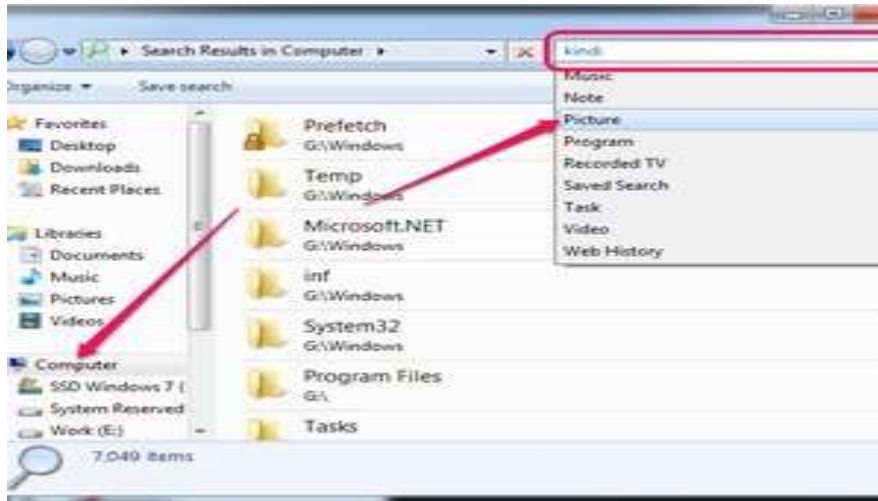 Search Results in Computer
kind:
Organize
Save search
Favorites
Desktop
Downloads
Recent Places
Libraries
Documents
Music
Pictures
Videos
Computer
SSD Windows 7 (
System Reserved
Work (E:)
Prefetch
G:\Windows
Temp
G:\Windows
Microsoft.NET
G:\Windows
inf
G:\Windows
System32
G:\Windows
Program Files
G:\
Tasks
Music
Note
Picture
Program
Recorded TV
Saved Search
Task
Video
Web History
7,049 items